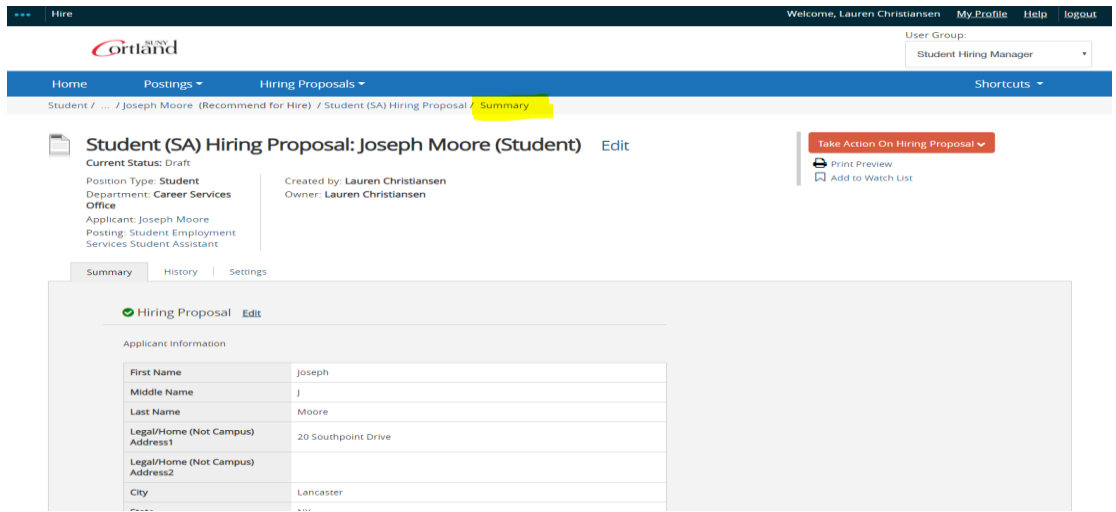 Hire
Welcome, Lauren Christiansen My Profile Help logout
SUNY
Cortland
User Group:
Student Hiring Manager
Home Postings Hiring Proposals Shortcuts
Student / ... / Joseph Moore (Recommend for Hire) / Student (SA) Hiring Proposal / Summary
Student (SA) Hiring Proposal: Joseph Moore (Student) Edit
Current Status: Draft
Position Type: Student
Department: Career Services
Office
Applicant: Joseph Moore
Posting: Student Employment
Services Student Assistant
Created by: Lauren Christiansen
Owner: Lauren Christiansen
Take Action On Hiring Proposal
Print Preview
Add to Watch List
Summary History Settings
Hiring Proposal Edit
Applicant Information
First Name Joseph
Middle Name J
Last Name Moore
Legal/Home (Not Campus)
Address1 20 Southpoint Drive
Legal/Home (Not Campus)
Address2
City Lancaster
State NY